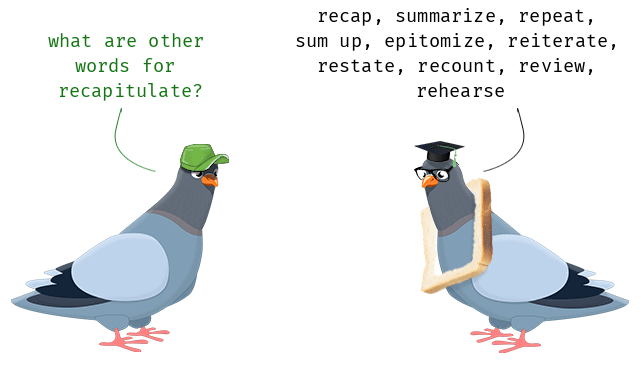 what are other
words for
recapitulate?
recap, summarize, repeat,
sum up, epitomize, reiterate,
restate, recount, review,
rehearse